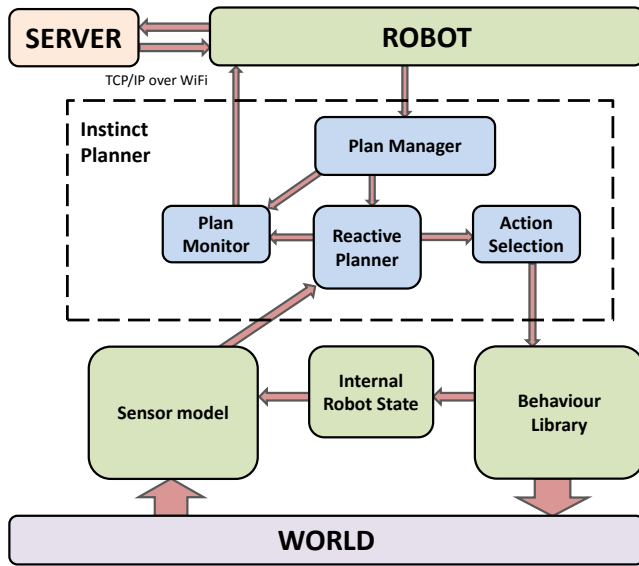 SERVER
ROBOT
TCP/IP over WiFi
Instinct
Planner
Plan Manager
Plan
Monitor
Reactive
Planner
Action
Selection
Sensor model
Internal
Robot State
Behaviour
Library
WORLD